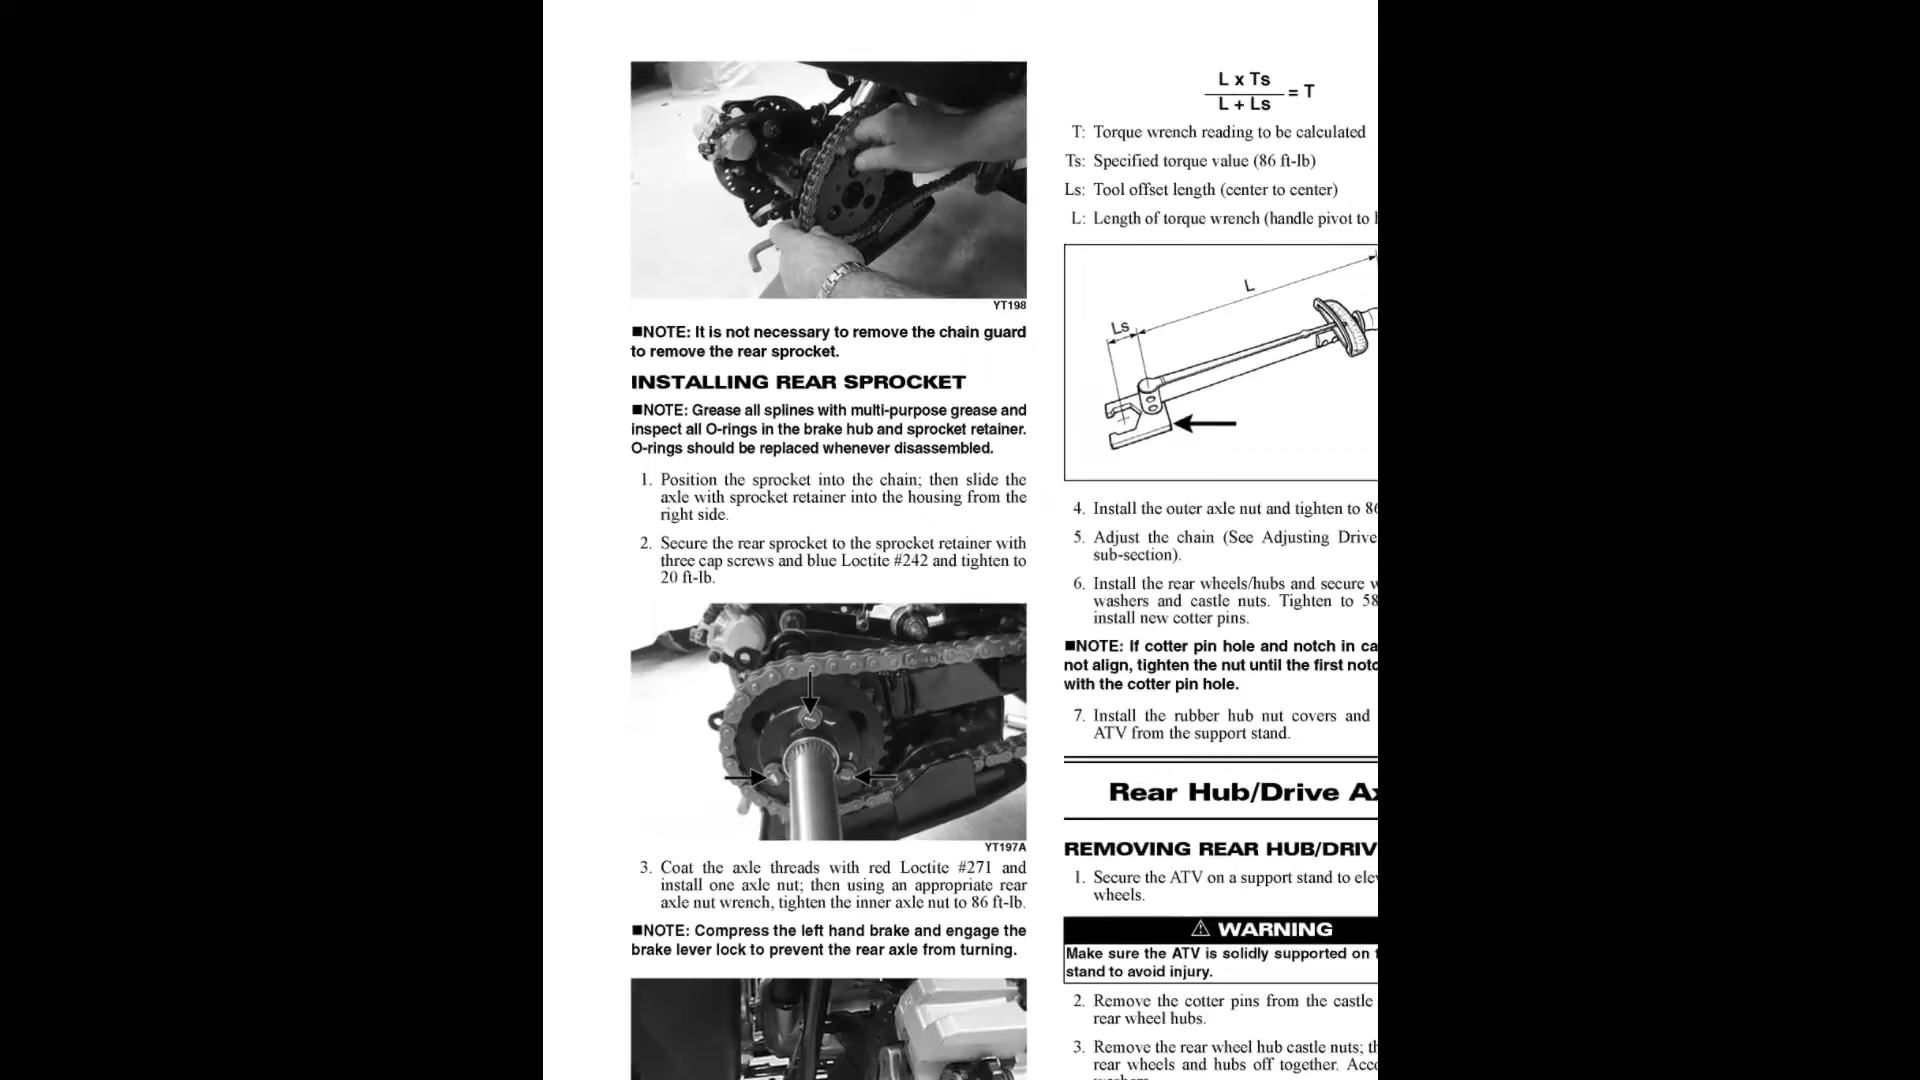 YT198
■NOTE: It is not necessary to remove the chain guard
to remove the rear sprocket.
INSTALLING REAR SPROCKET
■NOTE: Grease all splines with multi-purpose grease and
inspect all O-rings in the brake hub and sprocket retainer.
O-rings should be replaced whenever disassembled.
1. Position the sprocket into the chain; then slide the
axle with sprocket retainer into the housing from the
right side.
2. Secure the rear sprocket to the sprocket retainer with
three cap screws and blue Loctite #242 and tighten to
20 ft-lb.
YT197A
3. Coat the axle threads with red Loctite #271 and
install one axle nut; then using an appropriate rear
axle nut wrench, tighten the inner axle nut to 86 ft-lb.
■NOTE: Compress the left hand brake and engage the
brake lever lock to prevent the rear axle from turning.
L x Ts
L + Ls
= T
T: Torque wrench reading to be calculated
Ts: Specified torque value (86 ft-lb)
Ls: Tool offset length (center to center)
L: Length of torque wrench (handle pivot to
L
Ls
4. Install the outer axle nut and tighten to
5. Adjust the chain (See Adjusting Drive
sub-section).
6. Install the rear wheels/hubs and secure
washers and castle nuts. Tighten to 58
install new cotter pins.
■NOTE: If cotter pin hole and notch in
not align, tighten the nut until the first
with the cotter pin hole.
7. Install the rubber hub nut covers and
ATV from the support stand.
Rear Hub/Drive
REMOVING REAR HUB/DRIV
1. Secure the ATV on a support stand to
wheels.
⚠ WARNING
Make sure the ATV is solidly supported on
stand to avoid injury.
2. Remove the cotter pins from the castle
rear wheel hubs.
3. Remove the rear wheel hub castle nuts;
rear wheels and hubs off together.